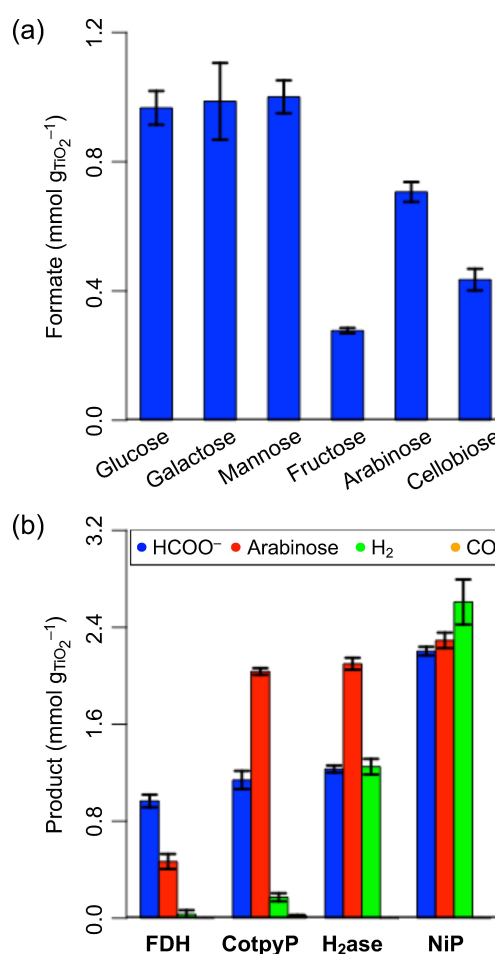 (a)
Formate (mmol gTiO₂⁻¹)
1.2
0.8
0.4
0.0
Glucose
Galactose
Mannose
Fructose
Arabinose
Cellobiose
(b)
Product (mmol gTiO₂⁻¹)
3.2
2.4
1.6
0.8
0.0
HCOO⁻ Arabinose H₂ CO
FDH CotpyP H₂ase NiP